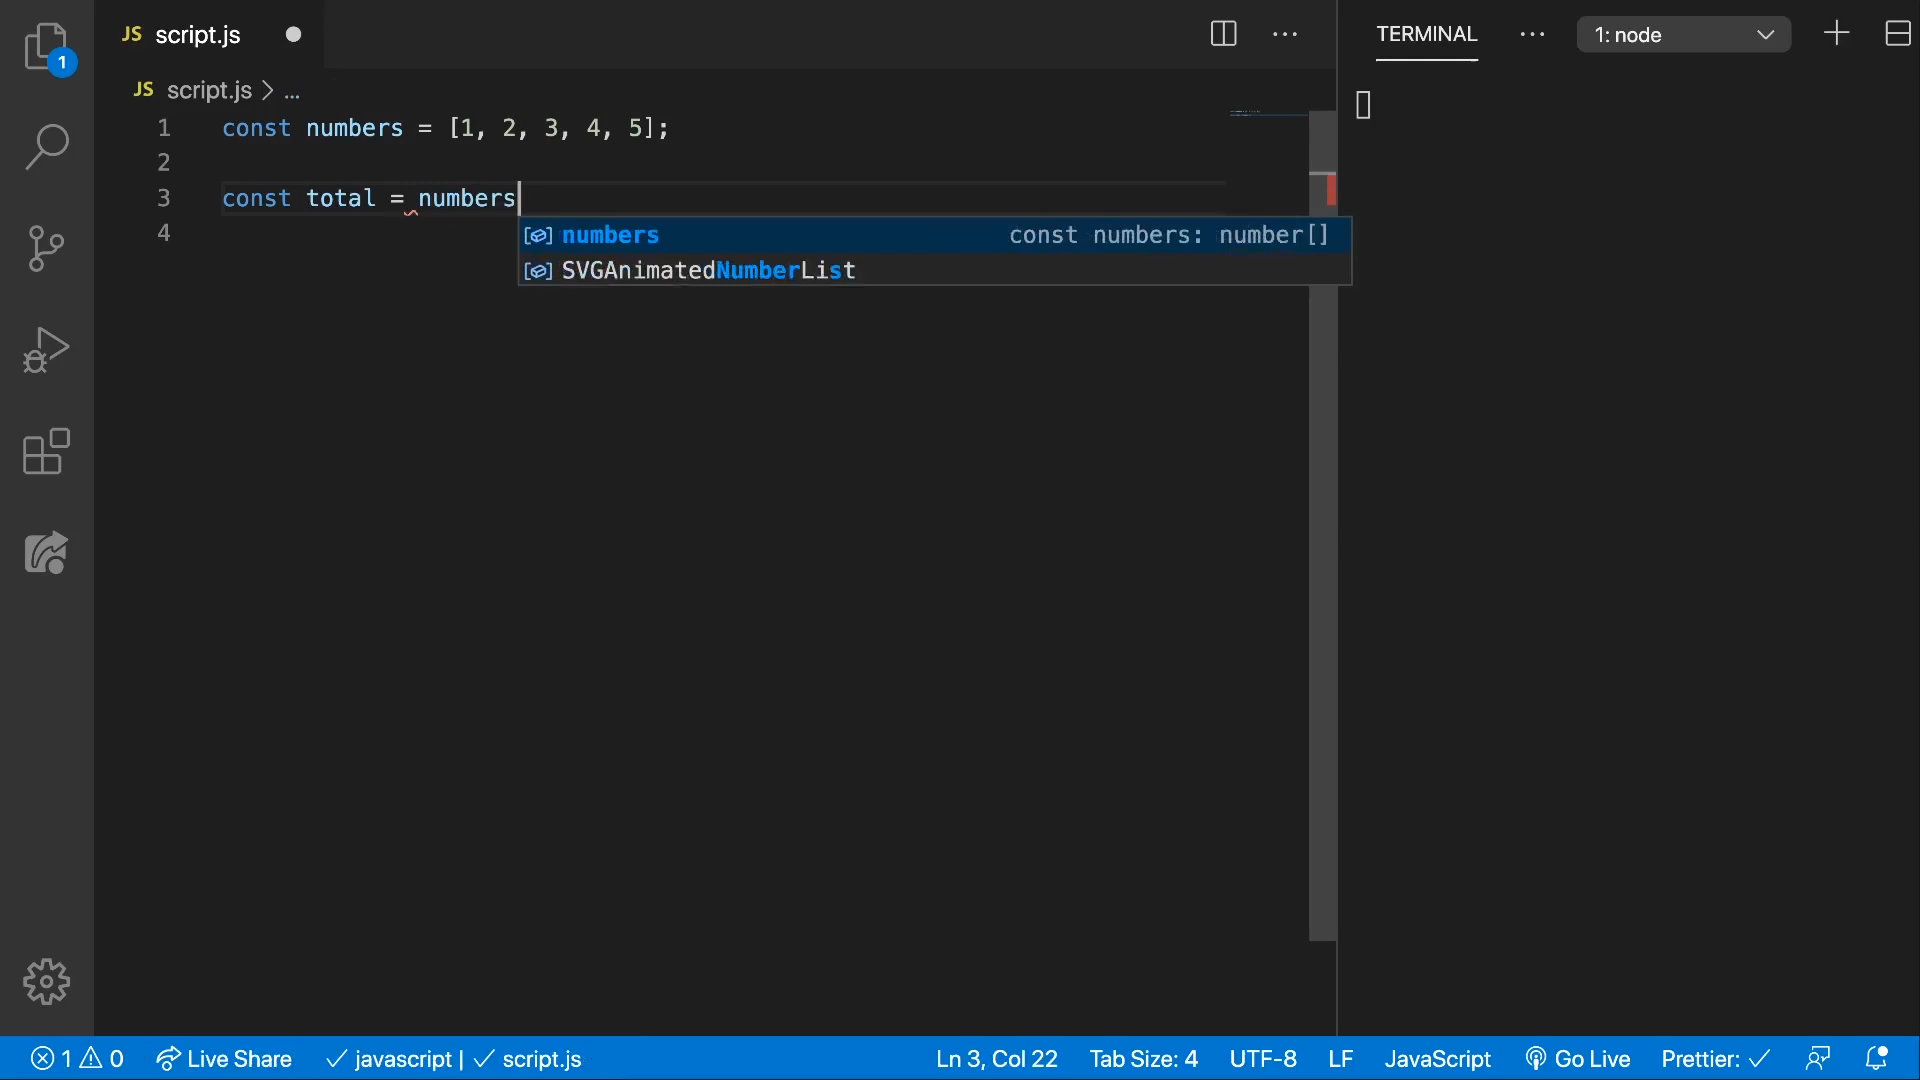 JS script.js
TERMINAL
1: node
1
JS script.js > ...
1 const numbers = [1, 2, 3, 4, 5];
2
3 const total = numbers
4
numbers const numbers: number[]
SVGAnimatedNumberList
1 0 Live Share javascript | script.js Ln 3, Col 22 Tab Size: 4 UTF-8 LF JavaScript Go Live Prettier: